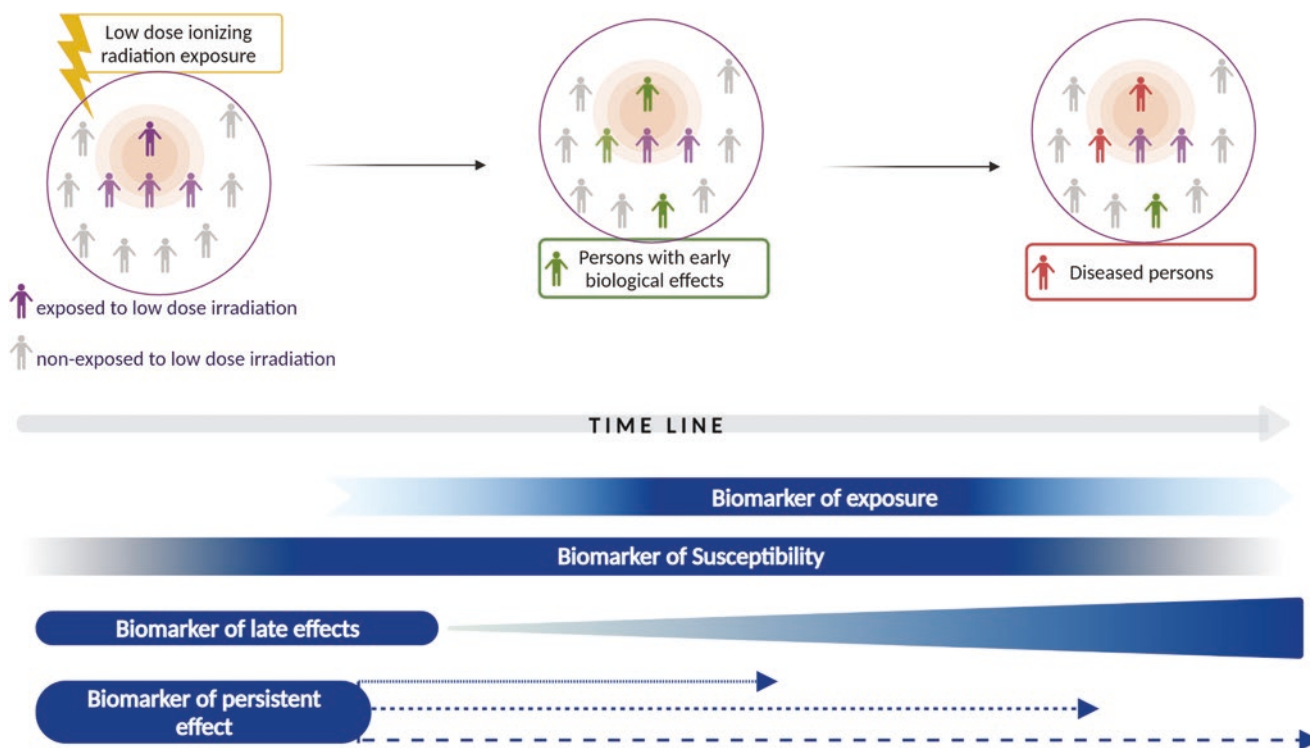 Low dose ionizing
radiation exposure
exposed to low dose irradiation
non-exposed to low dose irradiation
Persons with early
biological effects
Diseased persons
TIME LINE
Biomarker of exposure
Biomarker of Susceptibility
Biomarker of late effects
Biomarker of persistent
effect